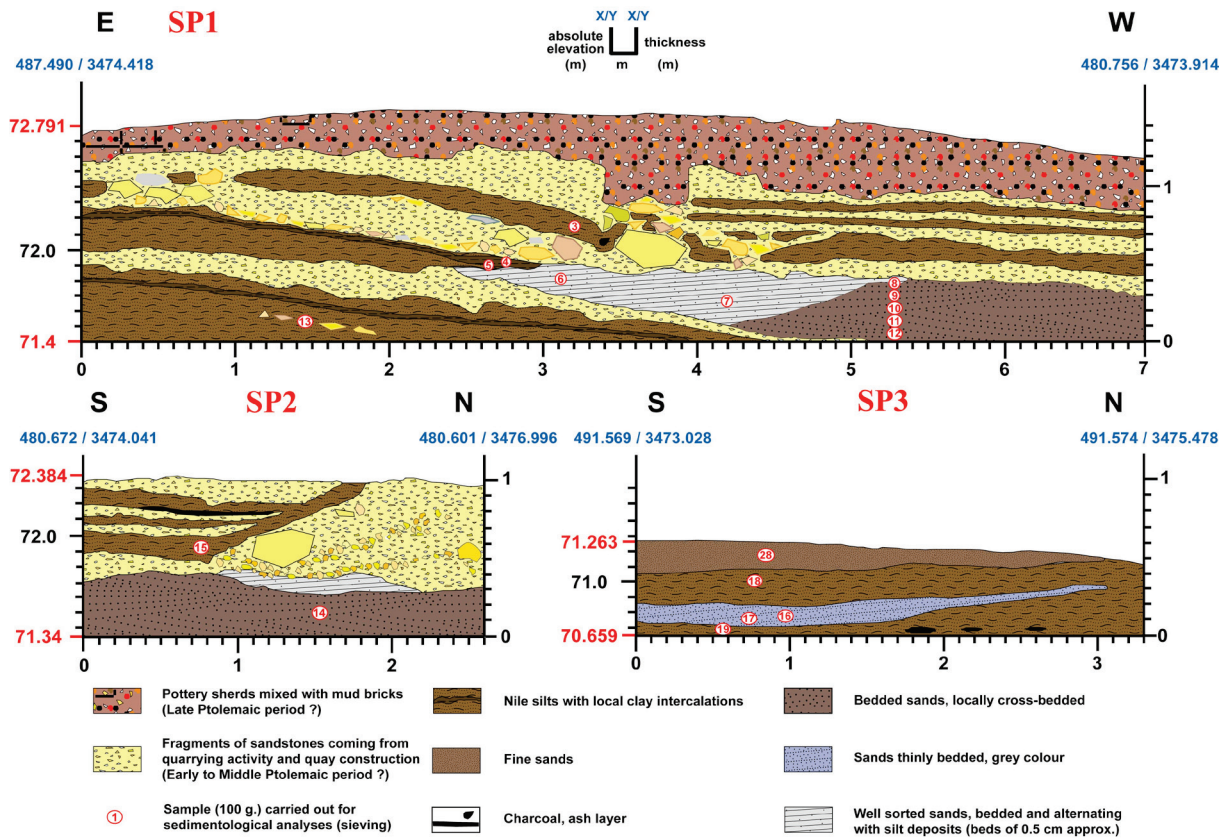 E SP1 X/Y X/Y W
absolute elevation (m) m thickness (m)
487.490 / 3474.418 480.756 / 3473.914
72.791
72.0
71.4
1
0
3
5 4
6
7
8
9
10
11
12
13
0 1 2 3 4 5 6 7
S SP2 N
480.672 / 3474.041 480.601 / 3476.996
72.384
72.0
71.34
1
0
15
14
0 1 2
S SP3 N
491.569 / 3473.028 491.574 / 3475.478
71.263
71.0
70.659
1
0
28
18
17 16
19
0 1 2 3
Pottery sherds mixed with mud bricks
(Late Ptolemaic period ?)
Nile silts with local clay intercalations
Bedded sands, locally cross-bedded
Fragments of sandstones coming from
quarrying activity and quay construction
(Early to Middle Ptolemaic period ?)
Fine sands
Sands thinly bedded, grey colour
1
Sample (100 g.) carried out for
sedimentological analyses (sieving)
Charcoal, ash layer
Well sorted sands, bedded and alternating
with silt deposits (beds of 0.5 cm approx.)